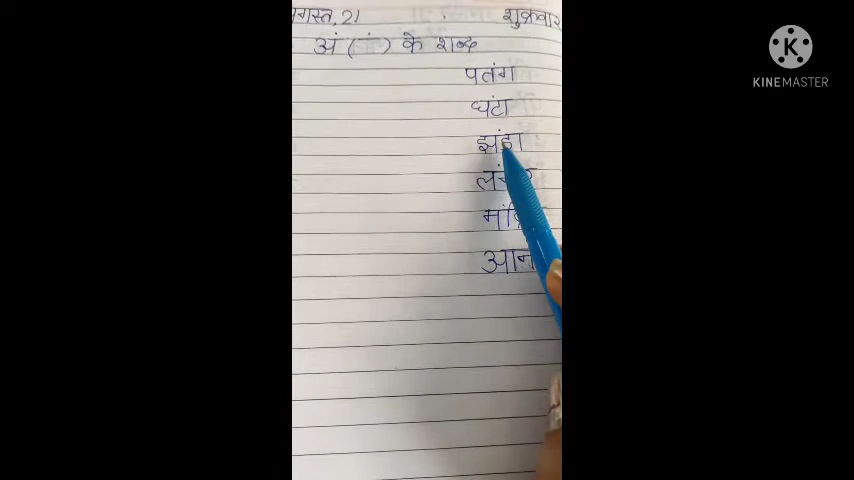 अगस्त, 21 शुक्रवार
अं (ं) के शब्द
पतंग
घंटा
झंडा
KINEMASTER